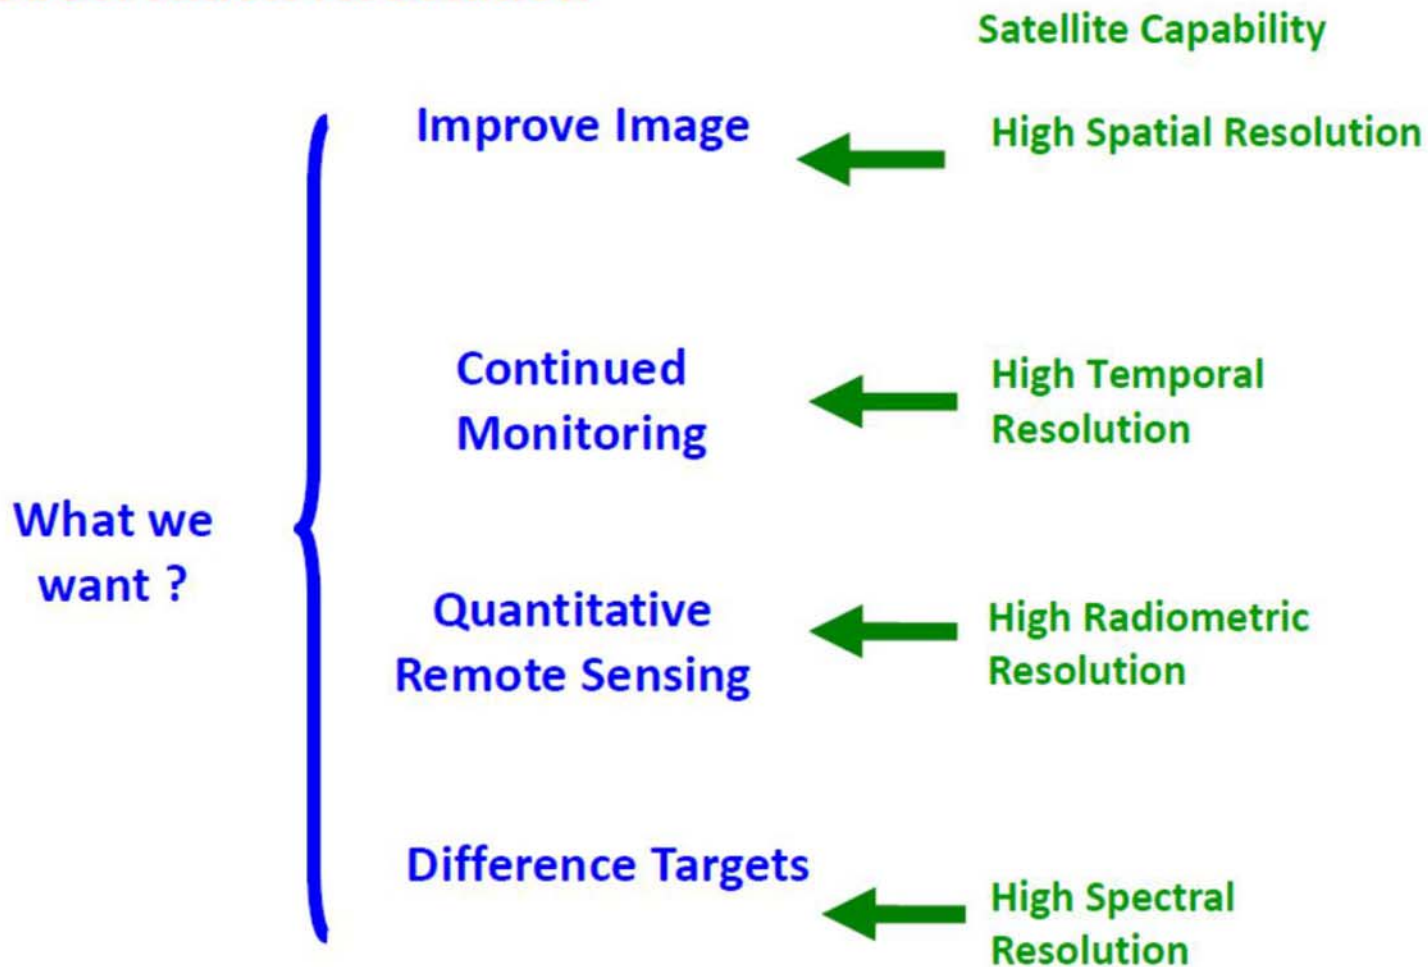 Satellite Capability
Improve Image
High Spatial Resolution
Continued
Monitoring
High Temporal
Resolution
What we
want ?
Quantitative
Remote Sensing
High Radiometric
Resolution
Difference Targets
High Spectral
Resolution